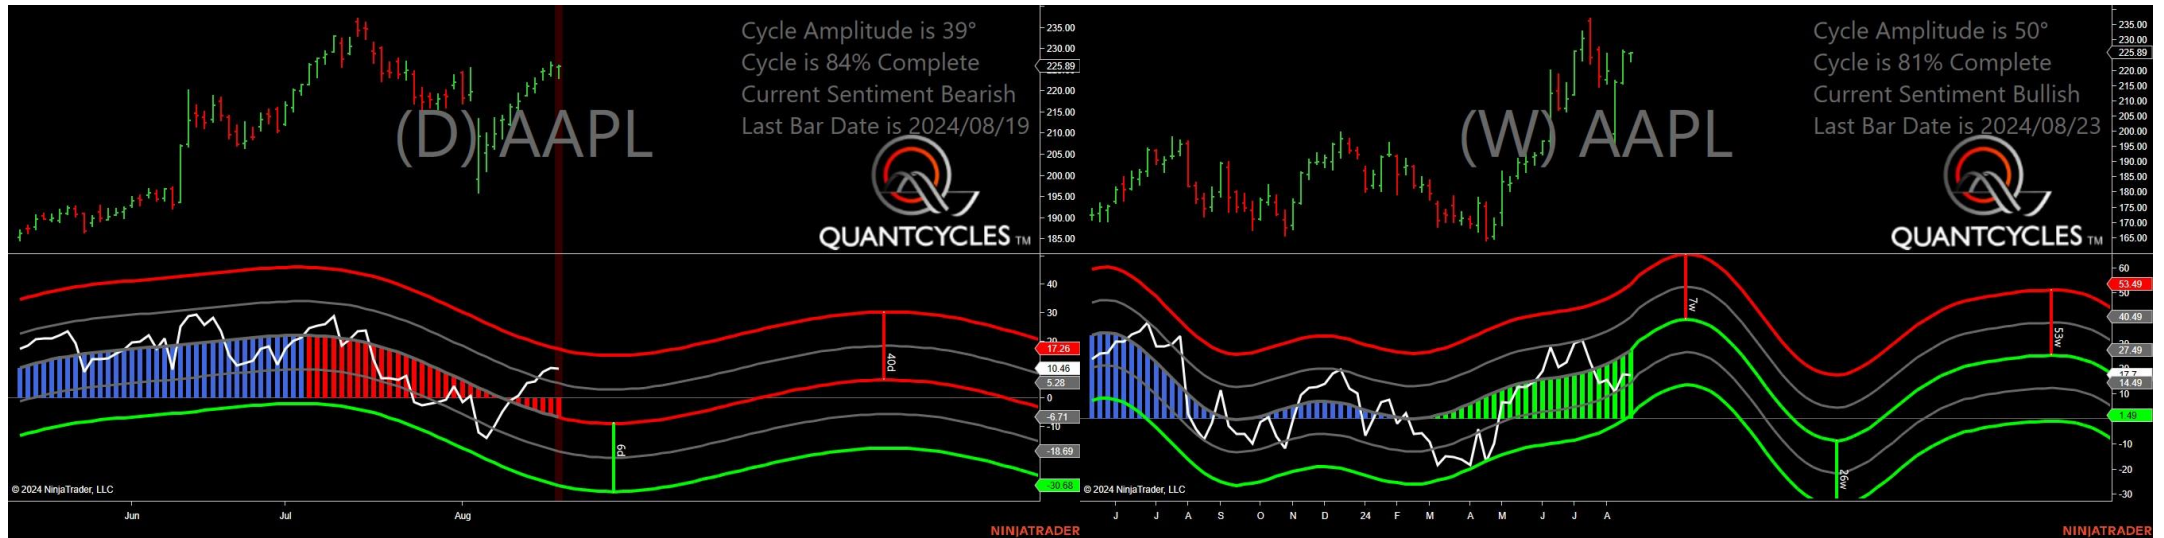 Cycle Amplitude is 39°
Cycle is 84% Complete
Current Sentiment Bearish
Last Bar Date is 2024/08/19
(D) AAPL
QUANTCYCLES TM
235.00
230.00
225.89
220.00
215.00
210.00
205.00
200.00
195.00
190.00
185.00
40
30
17.26
10.46
5.28
0
-6.71
-10
-18.69
-30.68
6d
40d
© 2024 NinjaTrader, LLC
Jun Jul Aug
NINJATRADER
Cycle Amplitude is 50°
Cycle is 81% Complete
Current Sentiment Bullish
Last Bar Date is 2024/08/23
(W) AAPL
QUANTCYCLES TM
235.00
230.00
225.89
220.00
215.00
210.00
205.00
200.00
195.00
190.00
185.00
180.00
175.00
170.00
165.00
60
53.49
50
40.49
27.49
17.7
14.49
10
1.49
-10
-20
-30
7w
26w
53w
© 2024 NinjaTrader, LLC
J J A S O N D 24 F M A M J J A
NINJATRADER